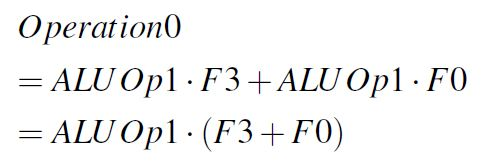 Operation0
= ALUOp1 · F3 + ALUOp1 · F0
= ALUOp1 · (F3 + F0)